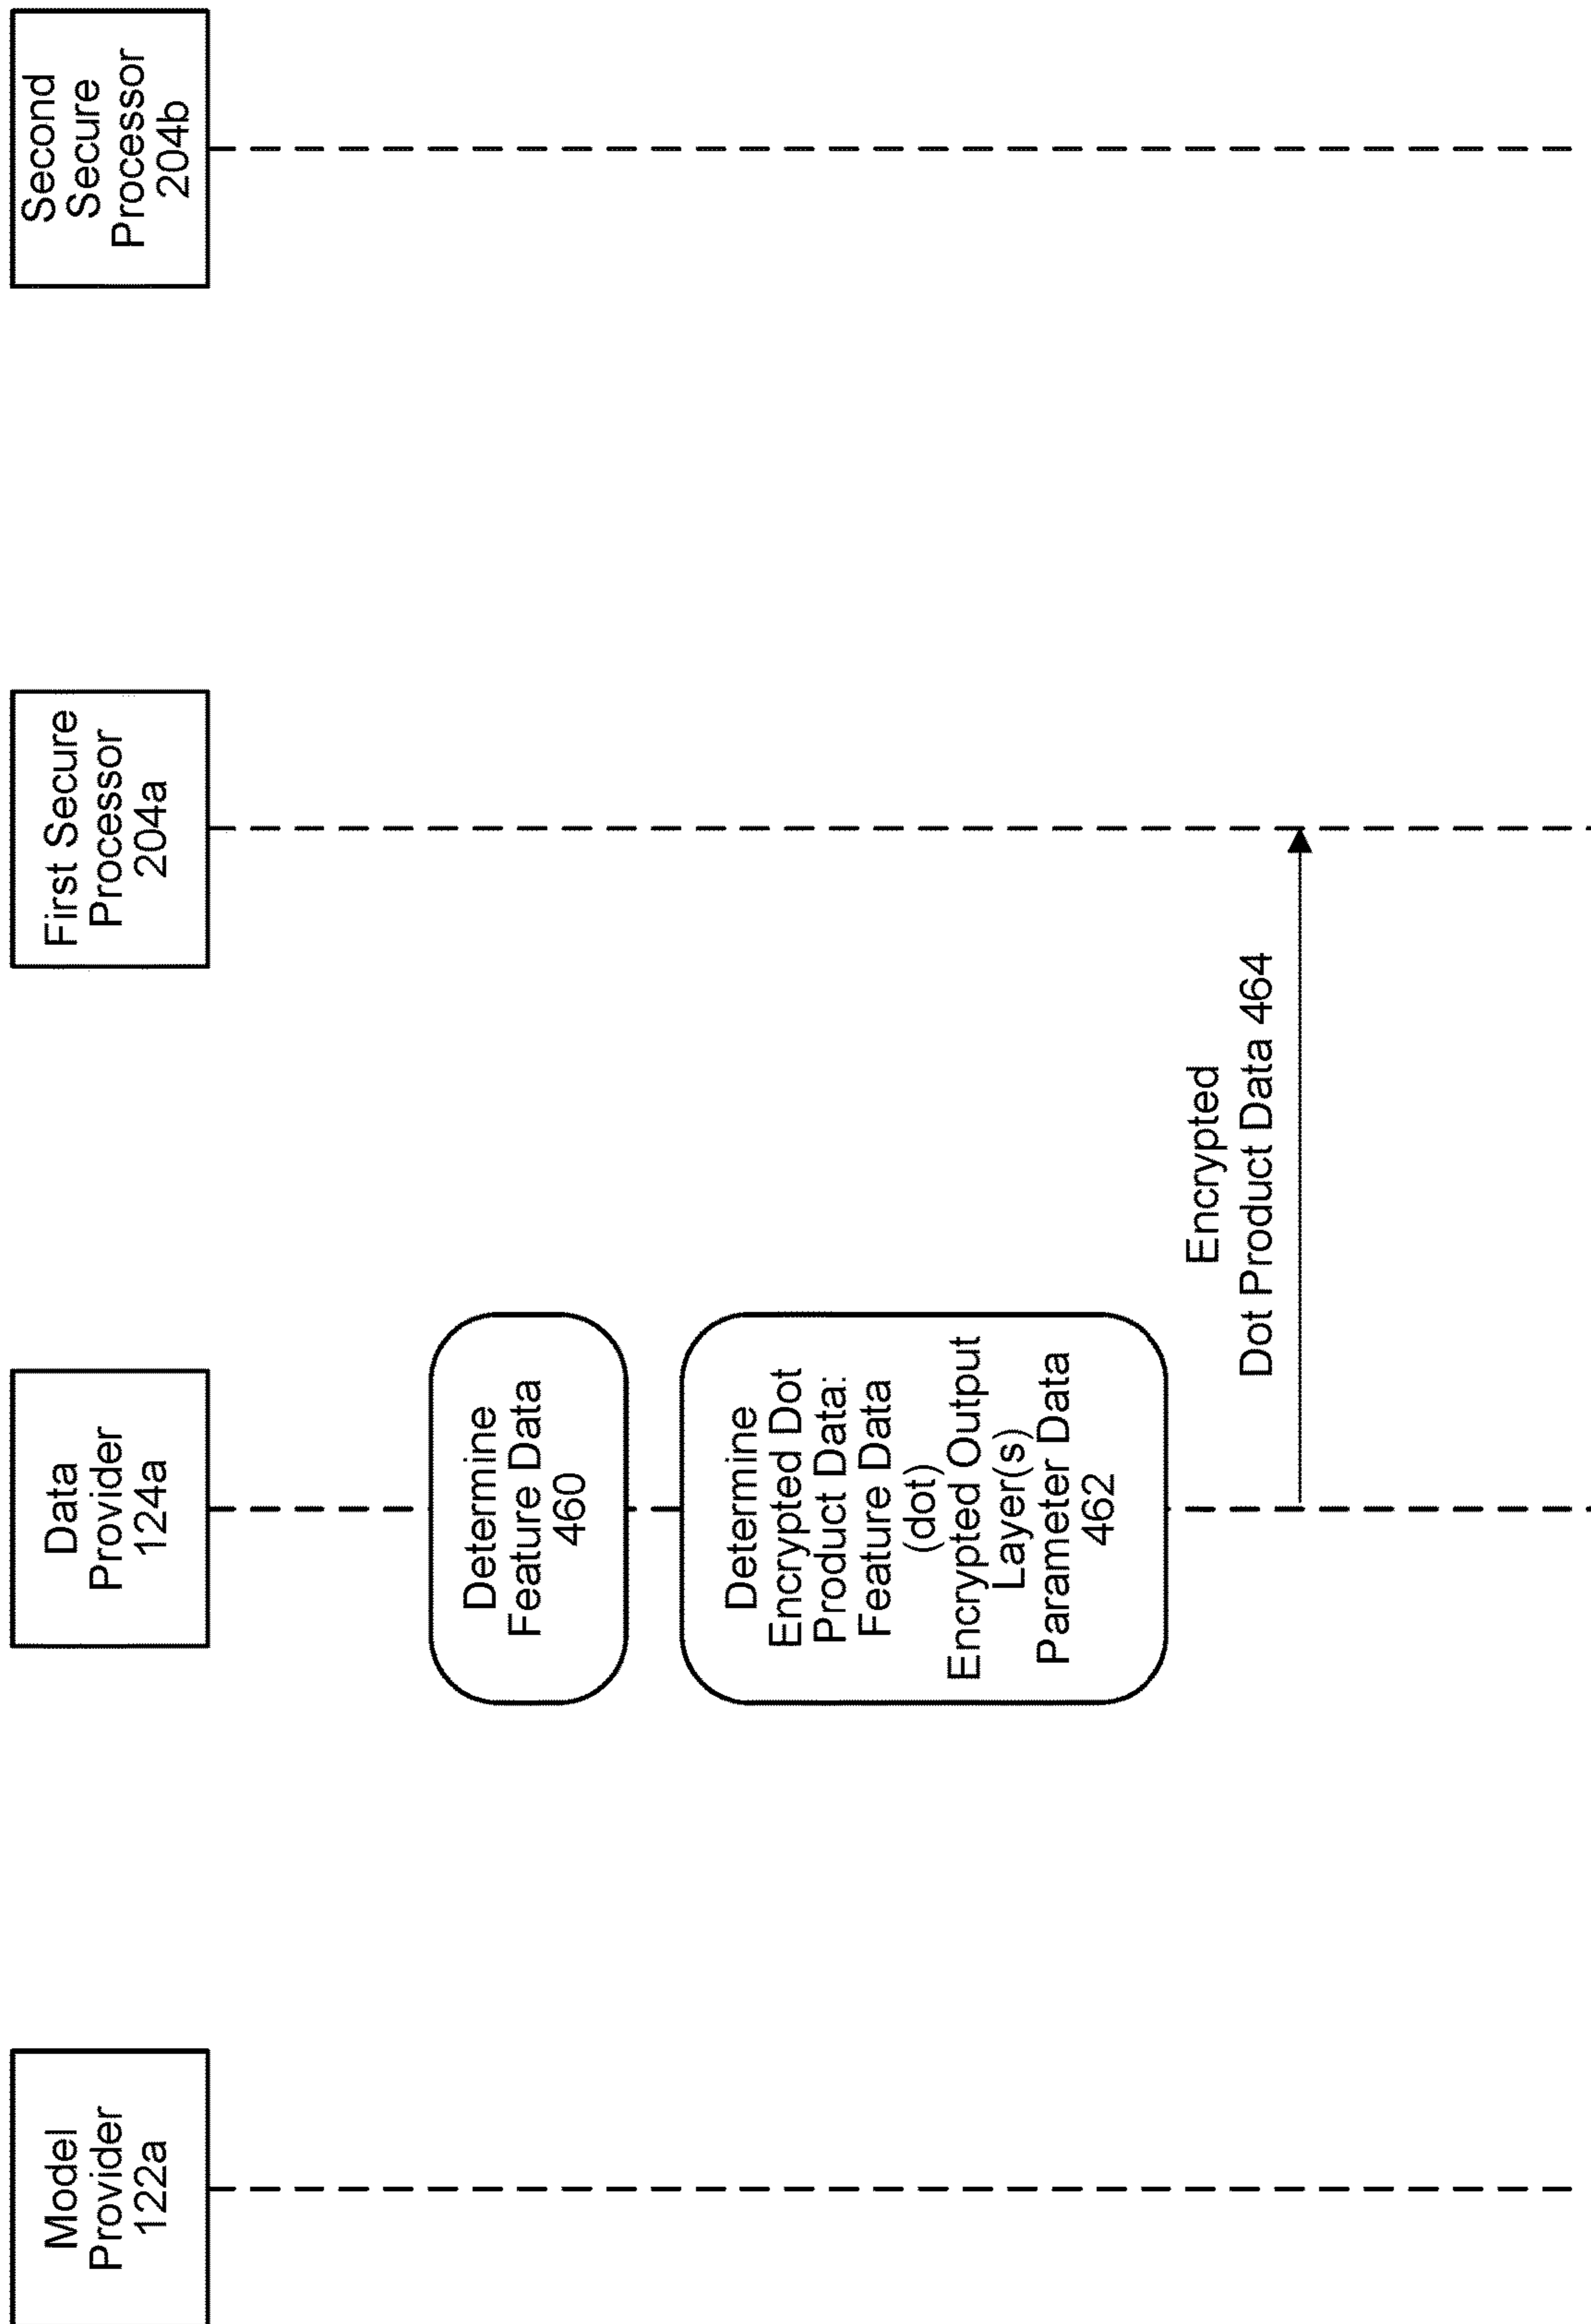 Model
Provider
122a
Data
Provider
124a
First Secure
Processor
204a
Second
Secure
Processor
204b
Determine
Feature Data
460
Determine
Encrypted Dot
Product Data:
Feature Data
(dot)
Encrypted Output
Layer(s)
Parameter Data
462
Encrypted
Dot Product Data 464